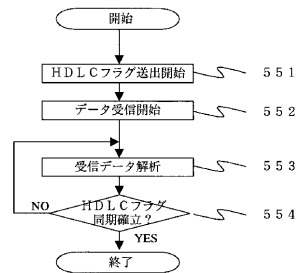 開始
HDLCフラグ送出開始
551
データ受信開始
552
受信データ解析
553
HDLCフラグ
同期確立？
554
NO
YES
終了